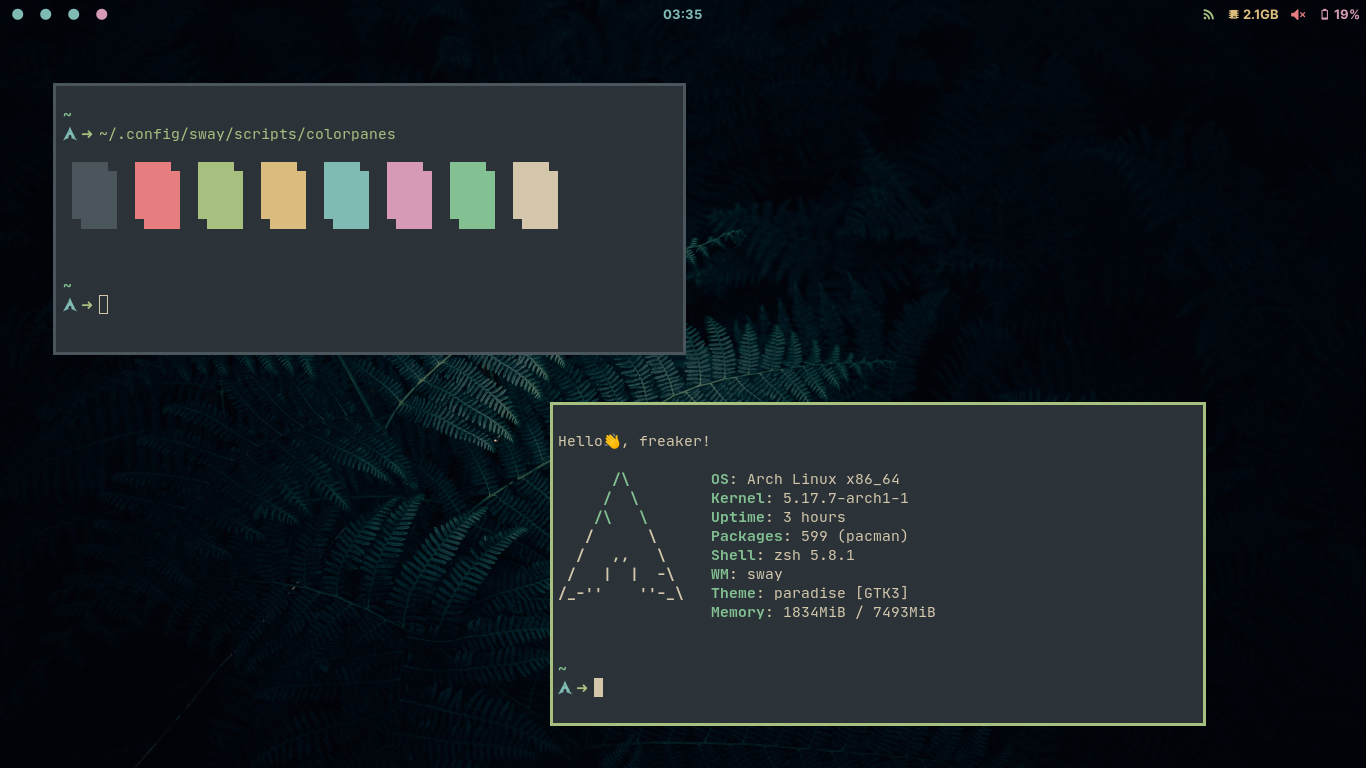 03:35
2.1GB
19%
~
➜ ~/.config/sway/scripts/colorpanes
~
➜
Hello👋, freaker!
OS: Arch Linux x86_64
Kernel: 5.17.7-arch1-1
Uptime: 3 hours
Packages: 599 (pacman)
Shell: zsh 5.8.1
WM: sway
Theme: paradise [GTK3]
Memory: 1834MiB / 7493MiB
~
➜